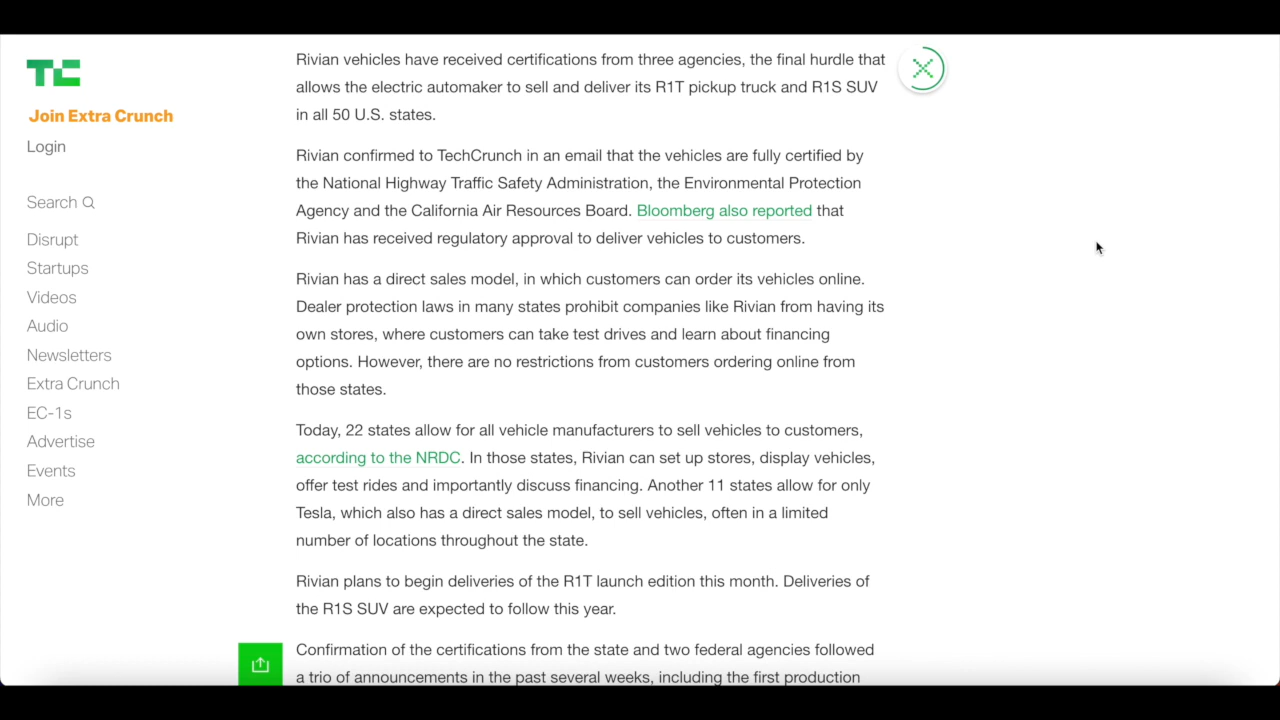 TC
Join Extra Crunch
Login
Search
Disrupt
Startups
Videos
Audio
Newsletters
Extra Crunch
EC-1s
Advertise
Events
More
Rivian vehicles have received certifications from three agencies, the final hurdle that
allows the electric automaker to sell and deliver its R1T pickup truck and R1S SUV
in all 50 U.S. states.
Rivian confirmed to TechCrunch in an email that the vehicles are fully certified by
the National Highway Traffic Safety Administration, the Environmental Protection
Agency and the California Air Resources Board. Bloomberg also reported that
Rivian has received regulatory approval to deliver vehicles to customers.
Rivian has a direct sales model, in which customers can order its vehicles online.
Dealer protection laws in many states prohibit companies like Rivian from having its
own stores, where customers can take test drives and learn about financing
options. However, there are no restrictions from customers ordering online from
those states.
Today, 22 states allow for all vehicle manufacturers to sell vehicles to customers,
according to the NRDC. In those states, Rivian can set up stores, display vehicles,
offer test rides and importantly discuss financing. Another 11 states allow for only
Tesla, which also has a direct sales model, to sell vehicles, often in a limited
number of locations throughout the state.
Rivian plans to begin deliveries of the R1T launch edition this month. Deliveries of
the R1S SUV are expected to follow this year.
Confirmation of the certifications from the state and two federal agencies followed
a trio of announcements in the past several weeks, including the first production